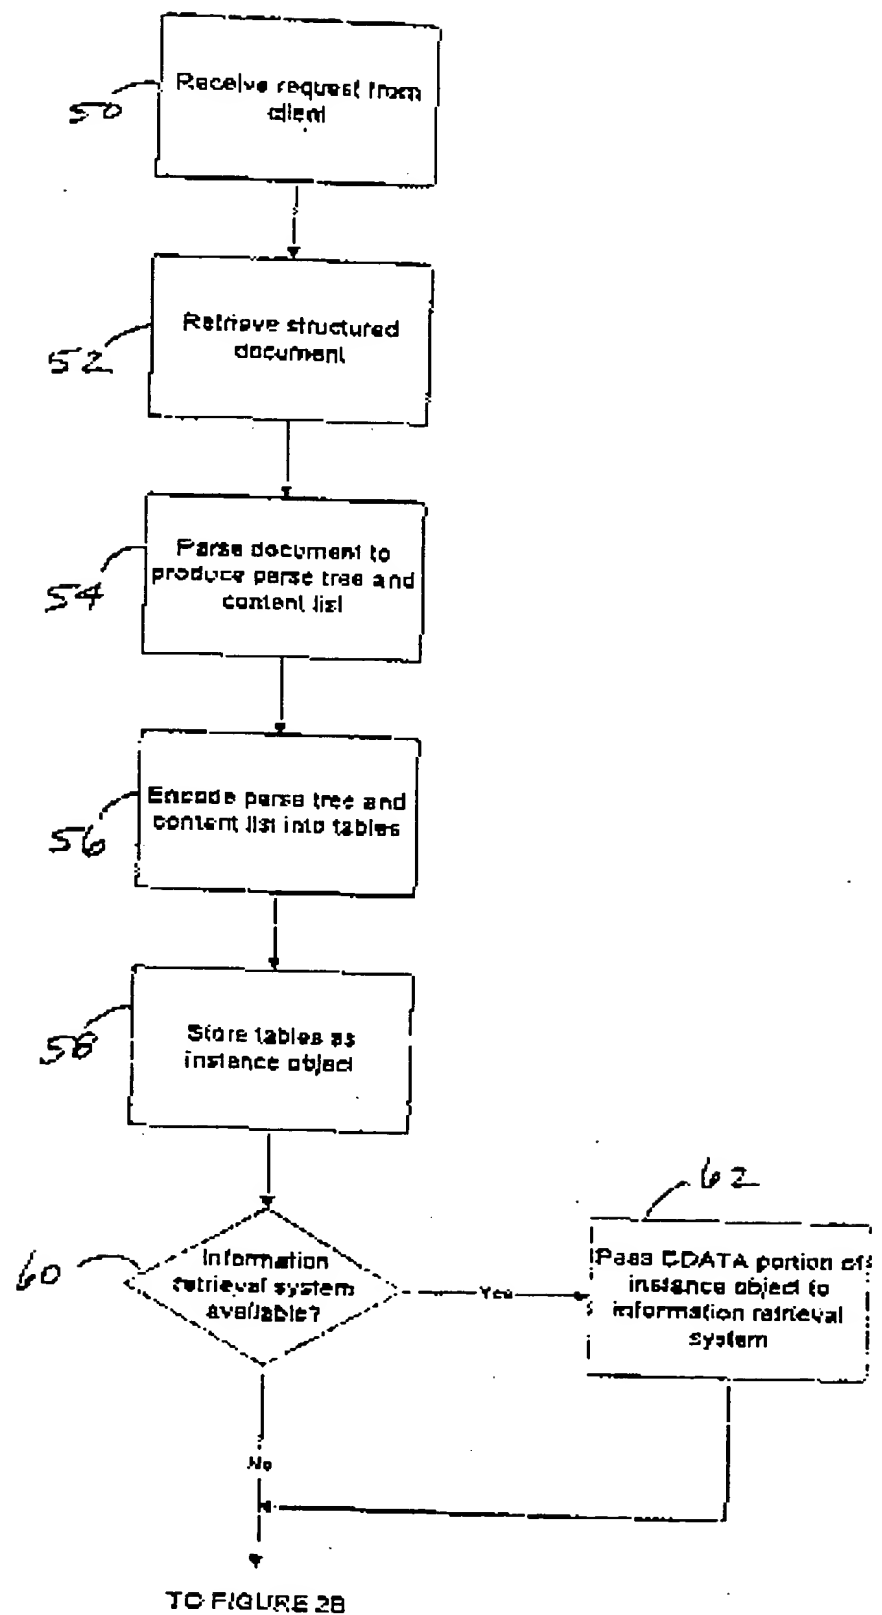 50
Receive request from
client
52
Retrieve structured
document
54
Parse document to
produce parse tree and
content list
56
Encode parse tree and
content list into tables
58
Store tables as
instance object
60
Information
retrieval system
available?
Yes
62
Pass CDATA portion of
instance object to
information retrieval
system
No
TO FIGURE 2B